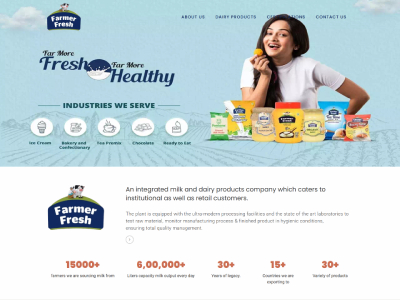 Farmer
Fresh
ABOUT US
DAIRY PRODUCTS
CONTACT US
Far More
Fresh
Far More
Healthy
INDUSTRIES WE SERVE
Ice Cream
Bakery and
Confectionery
Tea Premix
Chocolate
Ready to Eat
Farmer
Fresh
An integrated milk and dairy products company which caters to
institutional as well as retail customers.
The plant is equipped with the ultra-modern processing facilities and the state of the art laboratories to
test raw material, monitor manufacturing process & finished product in hygienic conditions,
ensuring total quality management.
15000+
farmers we are sourcing milk from
6,00,000+
Liters capacity milk output every day
30+
Years of legacy
15+
Countries we are
exporting to
30+
Variety of products